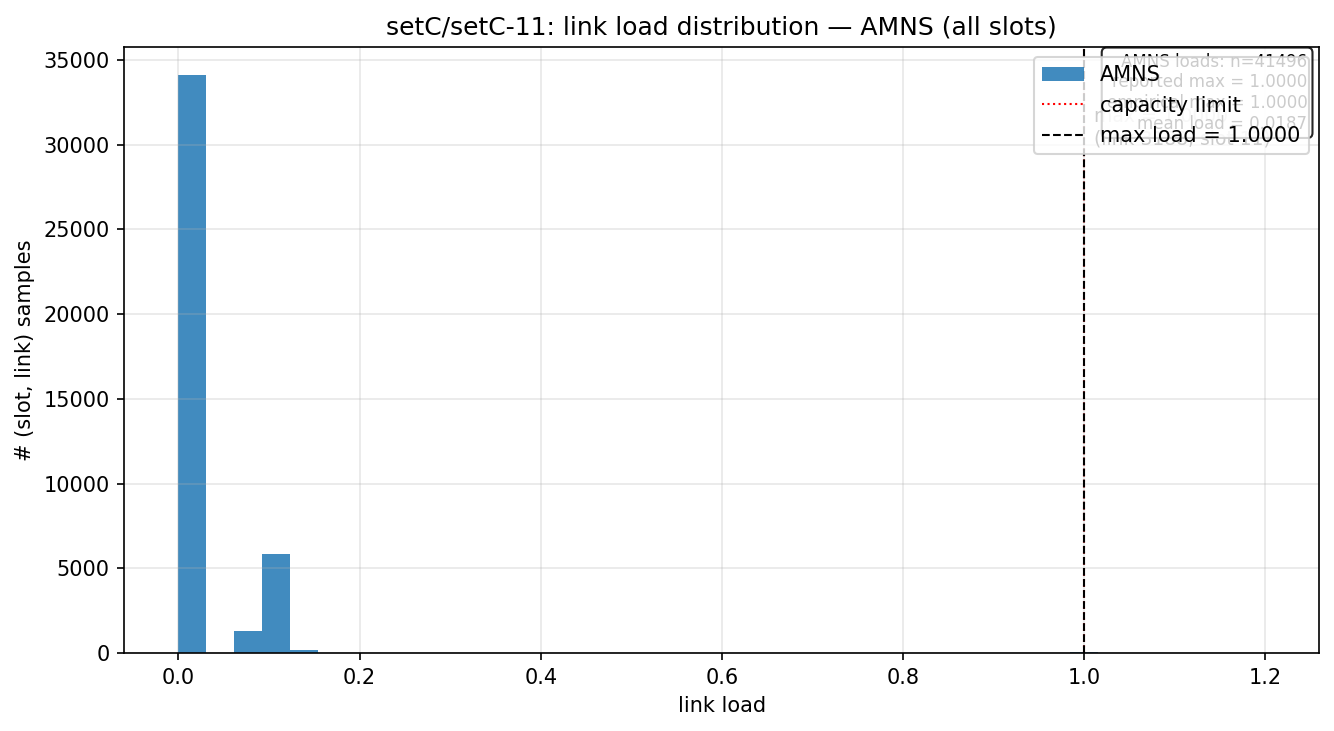 setC/setC-11: link load distribution — AMNS (all slots)
35000
30000
25000
20000
15000
10000
5000
0
# (slot, link) samples
0.0
0.2
0.4
0.6
0.8
1.0
1.2
link load
AMNS
capacity limit
max load = 1.0000
AMNS loads: n=41496
reported max = 1.0000
max = 1.0000
mean load = 0.0187